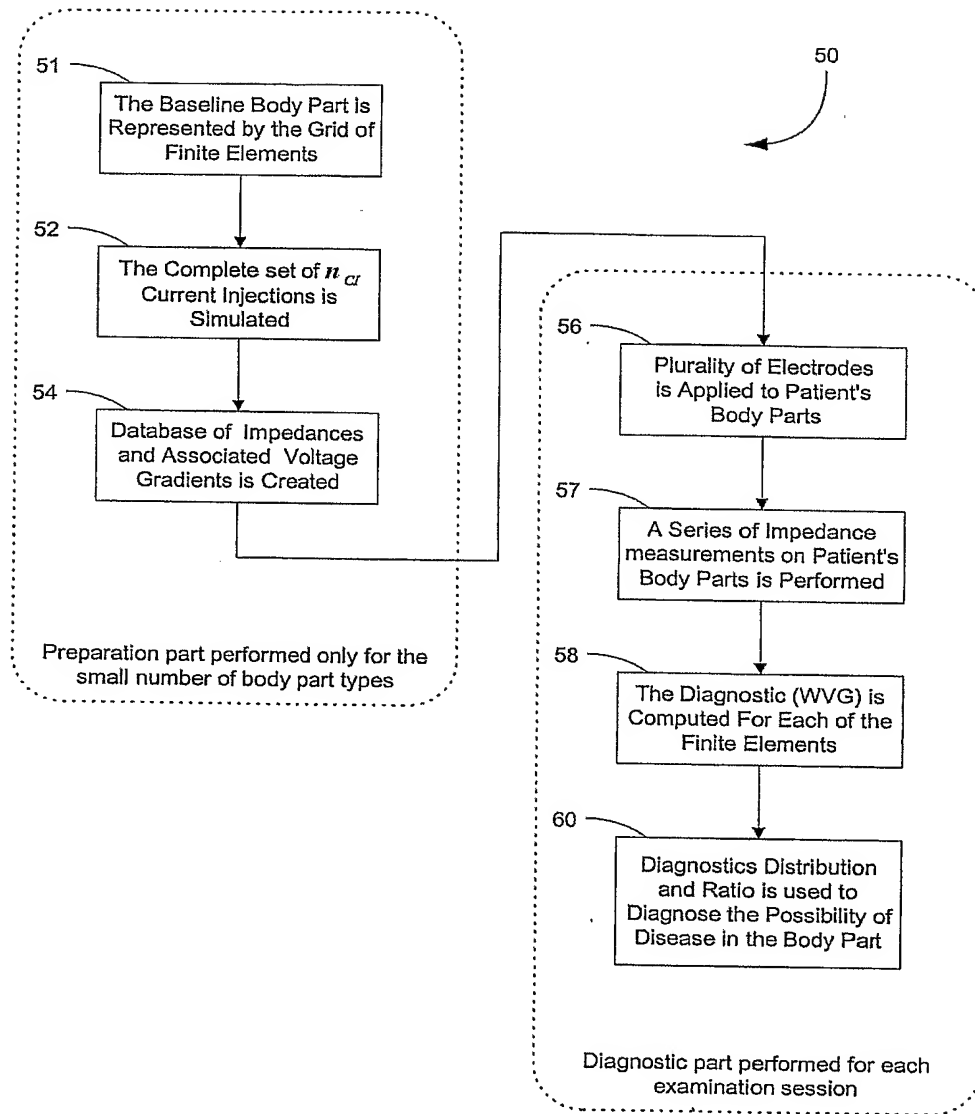 50
51
The Baseline Body Part is
Represented by the Grid of
Finite Elements
52
The Complete set of n CI
Current Injections is
Simulated
54
Database of Impedances
and Associated Voltage
Gradients is Created
Preparation part performed only for the
small number of body part types
56
Plurality of Electrodes
is Applied to Patient's
Body Parts
57
A Series of Impedance
measurements on Patient's
Body Parts is Performed
58
The Diagnostic (WVG) is
Computed For Each of the
Finite Elements
60
Diagnostics Distribution
and Ratio is used to
Diagnose the Possibility of
Disease in the Body Part
Diagnostic part performed for each
examination session